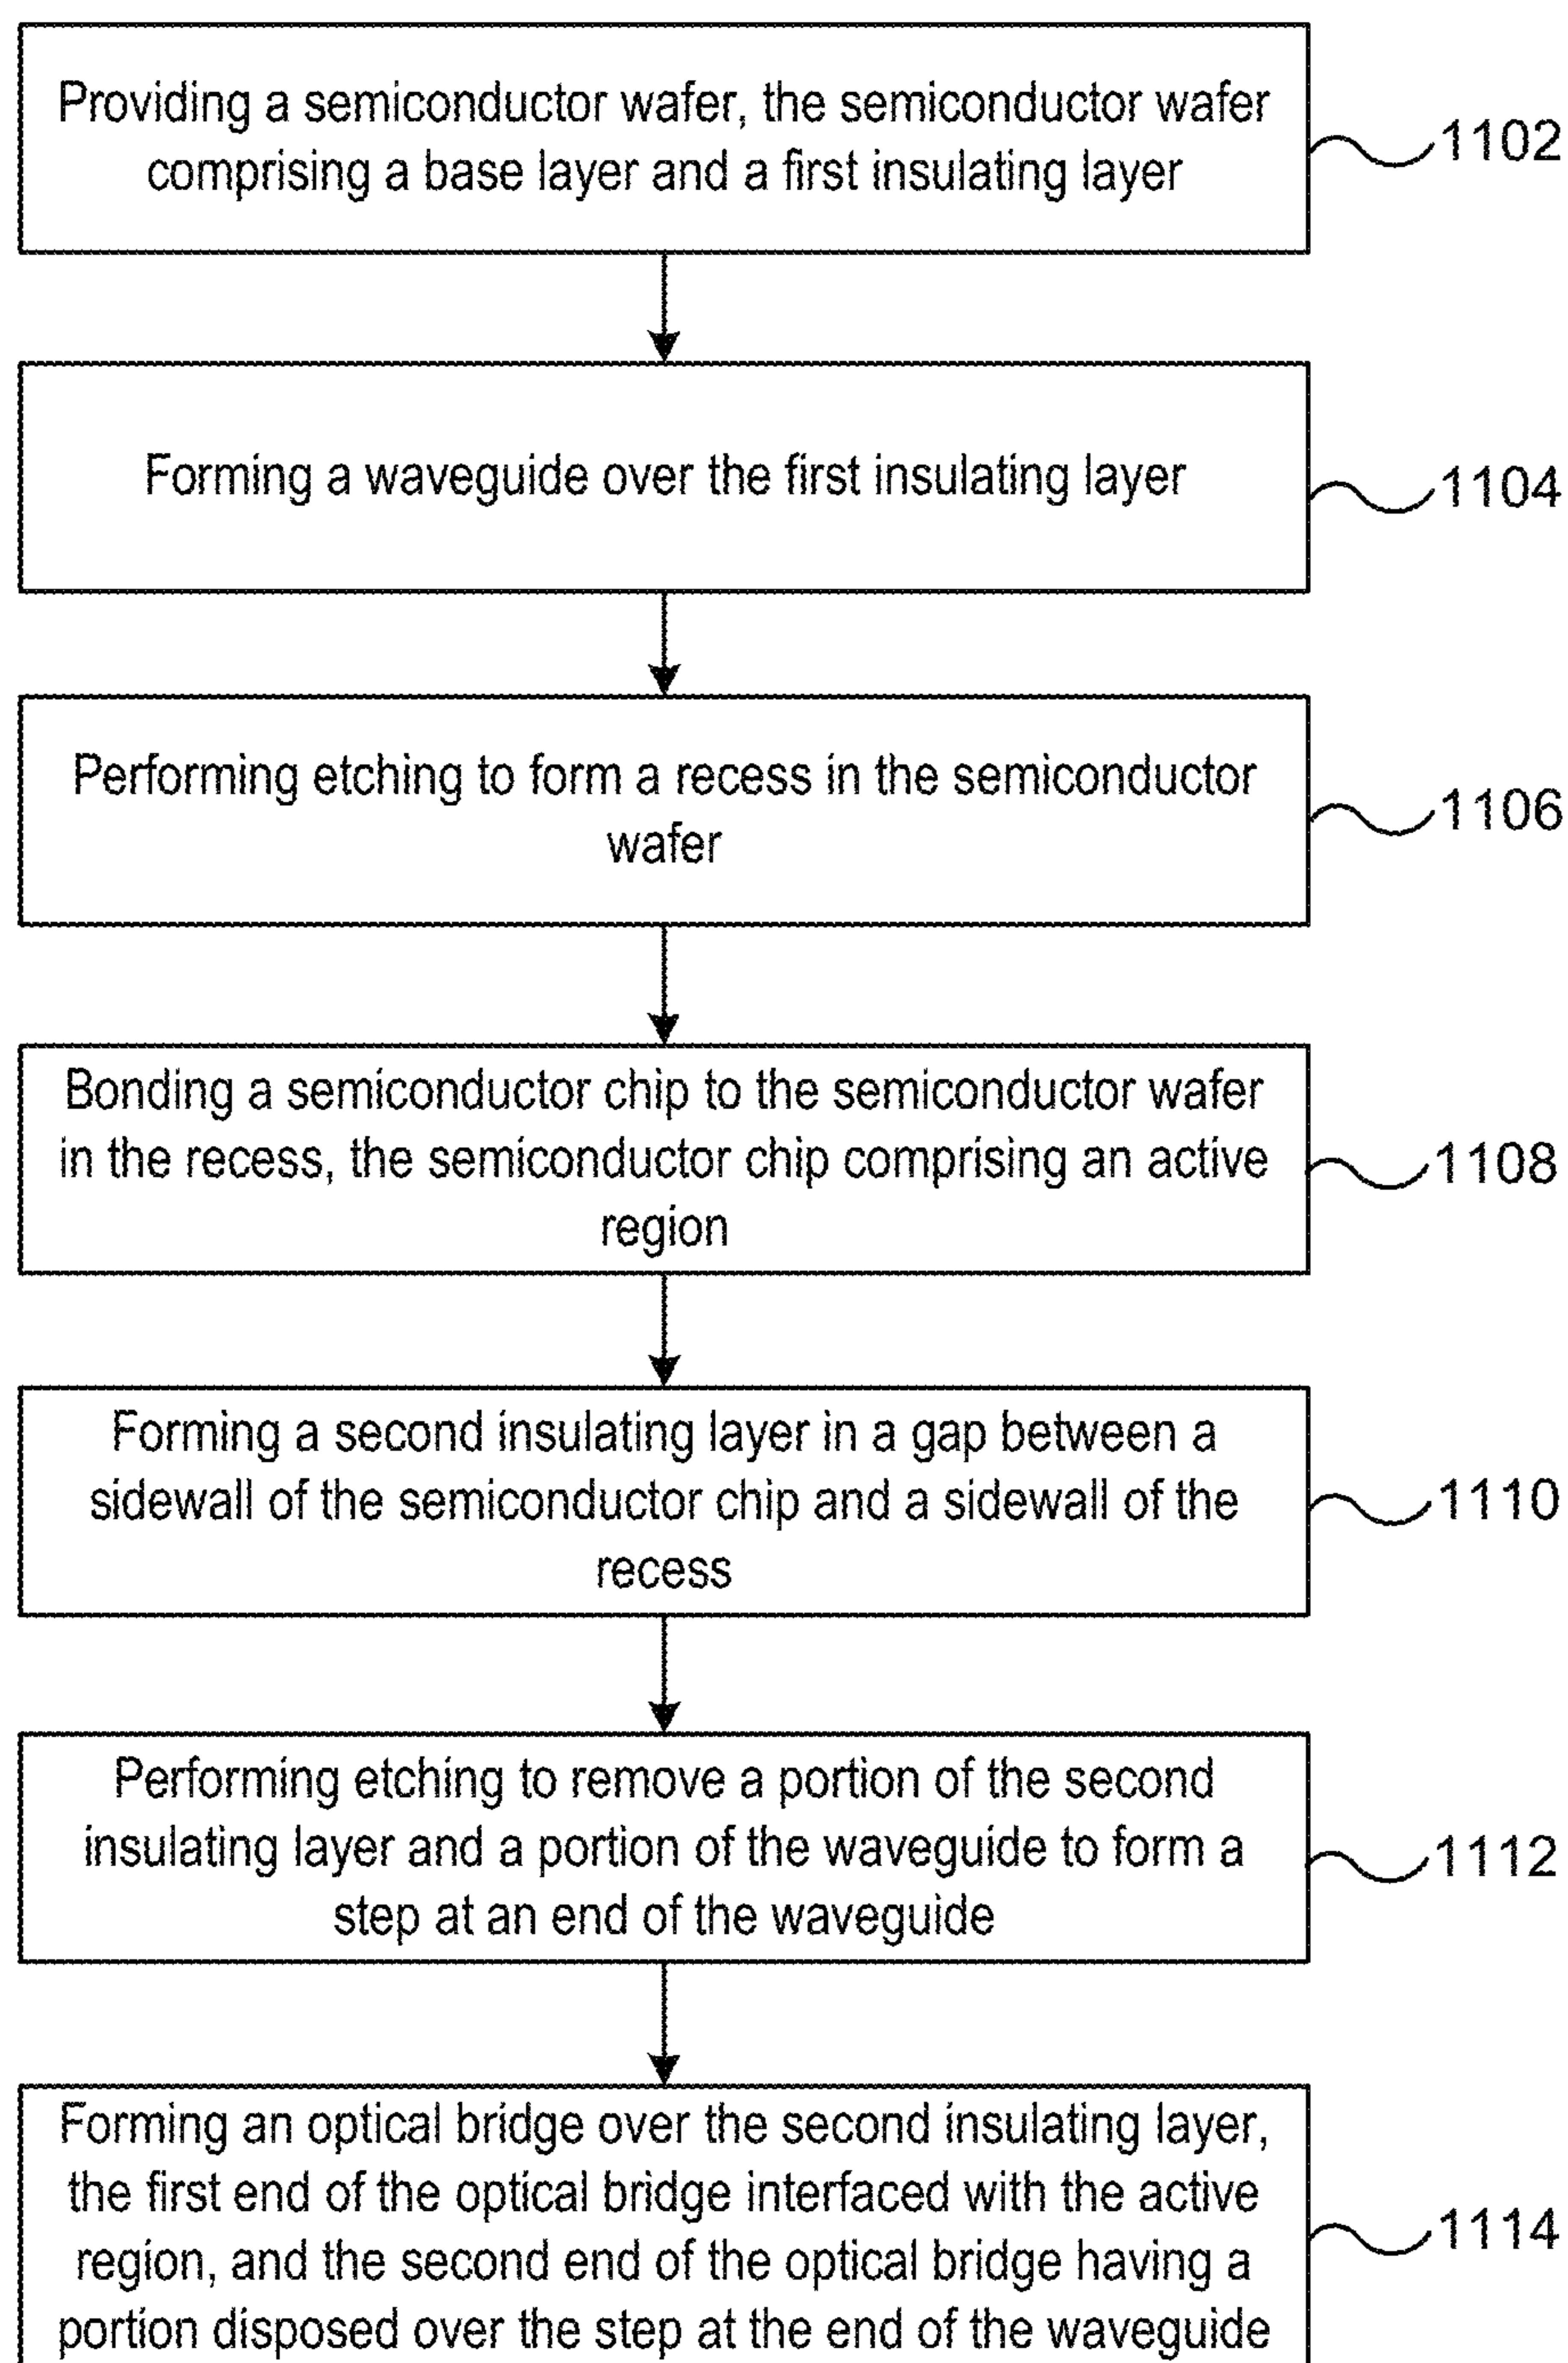 Providing a semiconductor wafer, the semiconductor wafer
comprising a base layer and a first insulating layer
1102
Forming a waveguide over the first insulating layer
1104
Performing etching to form a recess in the semiconductor
wafer
1106
Bonding a semiconductor chip to the semiconductor wafer
in the recess, the semiconductor chip comprising an active
region
1108
Forming a second insulating layer in a gap between a
sidewall of the semiconductor chip and a sidewall of the
recess
1110
Performing etching to remove a portion of the second
insulating layer and a portion of the waveguide to form a
step at an end of the waveguide
1112
Forming an optical bridge over the second insulating layer,
the first end of the optical bridge interfaced with the active
region, and the second end of the optical bridge having a
portion disposed over the step at the end of the waveguide
1114